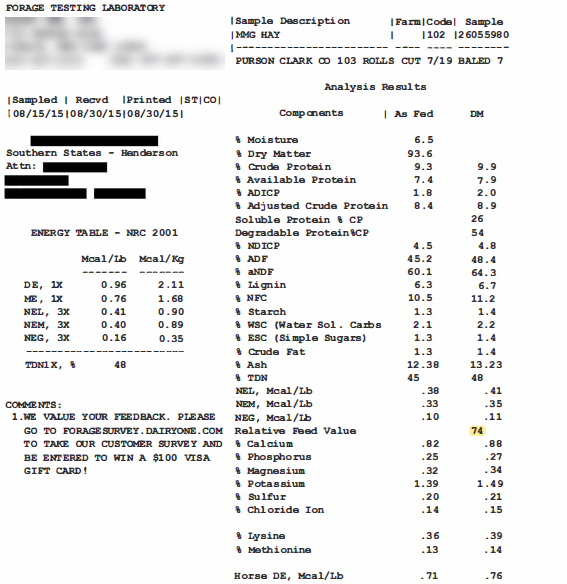 FORAGE TESTING LABORATORY
|Sample Description |Farm|Code| Sample
|MMG HAY | |102 |26055980
|-------------------------- ---- ---- --------
PURSON CLARK CO 103 ROLLS CUT 7/19 BALED 7
Analysis Results
|Sampled | Recvd |Printed |ST|CO|
|08/15/15|08/30/15|08/30/15|
Components | As Fed DM
% Moisture 6.5
% Dry Matter 93.6
% Crude Protein 9.3 9.9
% Available Protein 7.4 7.9
% ADICP 1.8 2.0
% Adjusted Crude Protein 8.4 8.9
Soluble Protein % CP 26
Degradable Protein%CP 54
% NDICP 4.5 4.8
% ADF 45.2 48.4
% aNDF 60.1 64.3
% Lignin 6.3 6.7
% NFC 10.5 11.2
% Starch 1.3 1.4
% WSC (Water Sol. Carbs 2.1 2.2
% ESC (Simple Sugars) 1.3 1.4
% Crude Fat 1.3 1.4
% Ash 12.38 13.23
% TDN 45 48
NEL, Mcal/Lb .38 .41
NEM, Mcal/Lb .33 .35
NEG, Mcal/Lb .10 .11
Relative Feed Value 74
% Calcium .82 .88
% Phosphorus .25 .27
% Magnesium .32 .34
% Potassium 1.39 1.49
% Sulfur .20 .21
% Chloride Ion .14 .15
% Lysine .36 .39
% Methionine .13 .14
Horse DE, Mcal/Lb .71 .76
Southern States - Henderson
Attn:
ENERGY TABLE - NRC 2001
Mcal/Lb Mcal/Kg
------- -------
DE, 1X 0.96 2.11
ME, 1X 0.76 1.68
NEL, 3X 0.41 0.90
NEM, 3X 0.40 0.89
NEG, 3X 0.16 0.35
------------------------
TDN1X, % 48
COMMENTS:
1.WE VALUE YOUR FEEDBACK. PLEASE
GO TO FORAGESURVEY.DAIRYONE.COM
TO TAKE OUR CUSTOMER SURVEY AND
BE ENTERED TO WIN A $100 VISA
GIFT CARD!